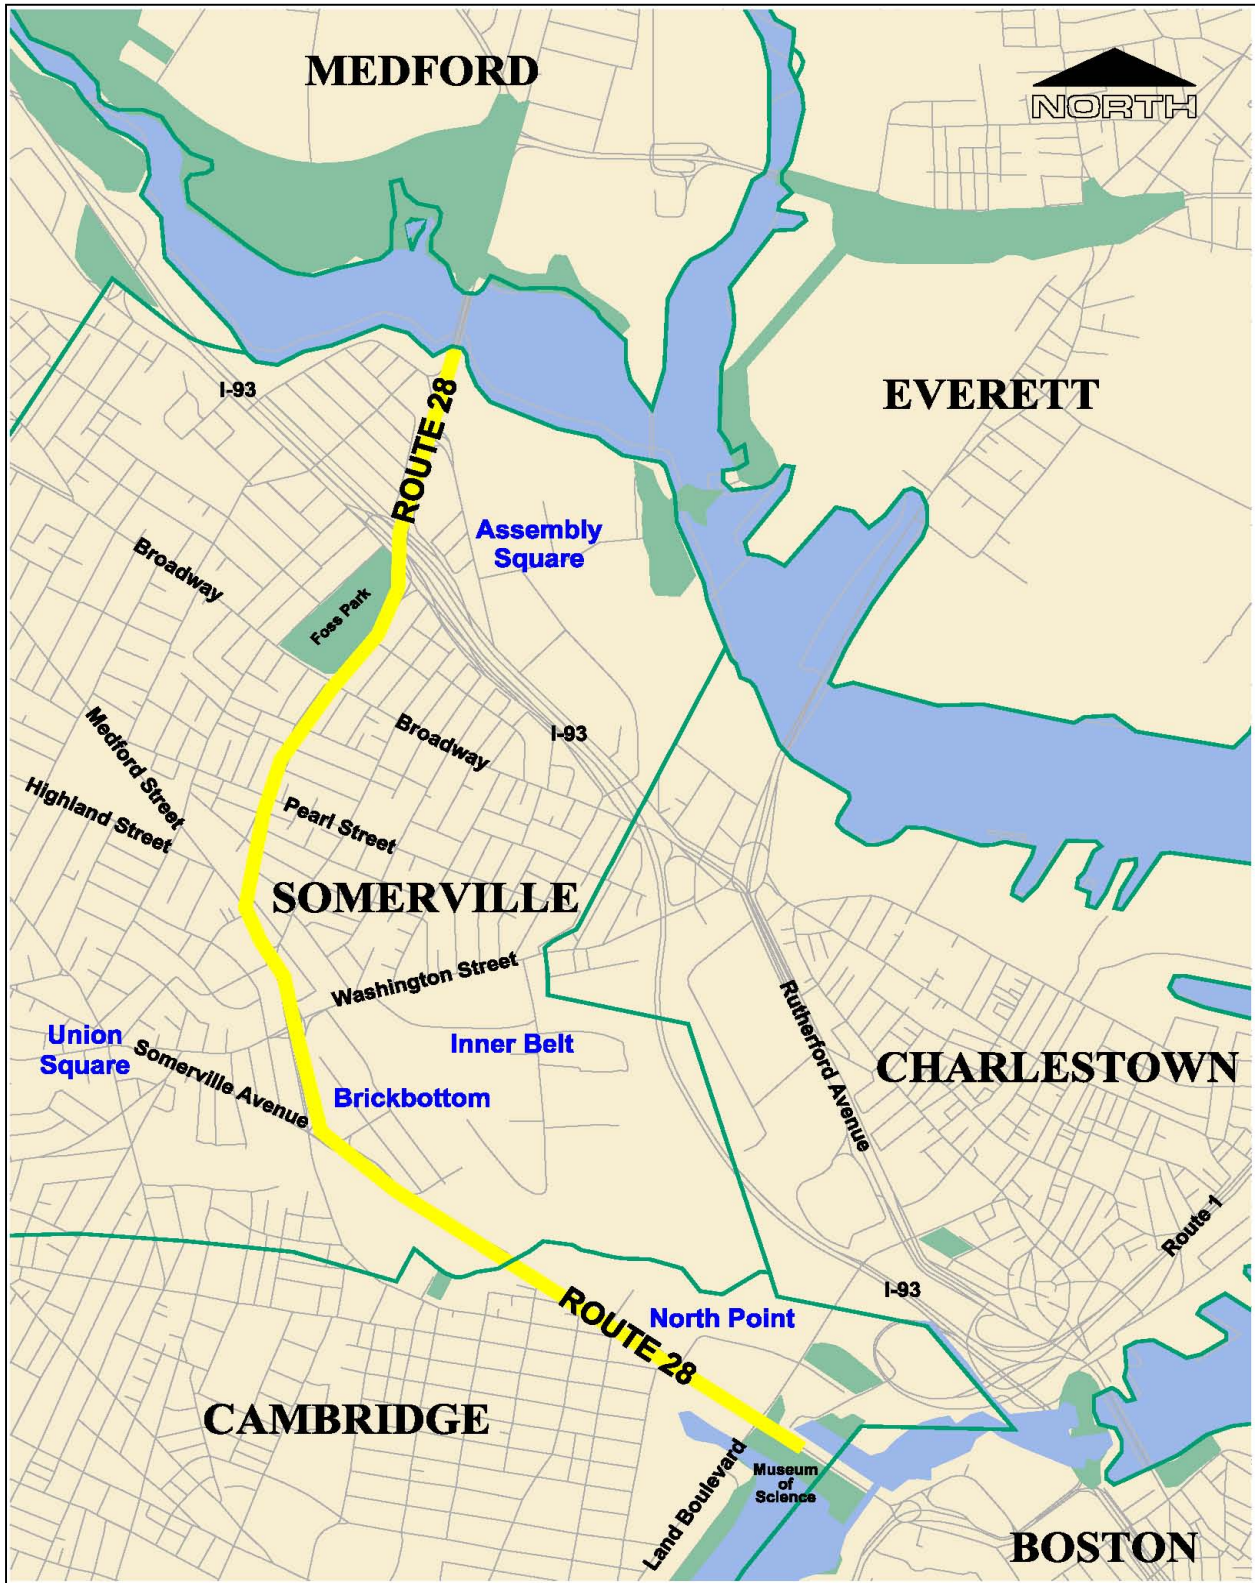 MEDFORD
NORTH
I-93
EVERETT
ROUTE 28
Assembly
Square
Broadway
Foss Park
Medford Street
Broadway
I-93
Highland Street
Pearl Street
SOMERVILLE
Washington Street
Rutherford Avenue
Union
Square
Somerville Avenue
Inner Belt
CHARLESTOWN
Brickbottom
Route 1
I-93
North Point
ROUTE 28
CAMBRIDGE
Land Boulevard
Museum
of
Science
BOSTON